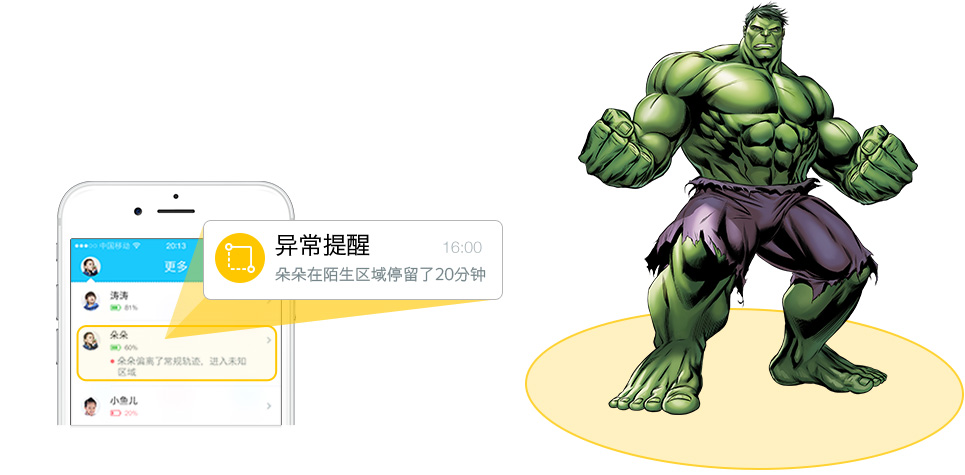 中国移动
20:13
更多
异常提醒
16:00
朵朵在陌生区域停留了20分钟
涛涛
81%
朵朵
60%
朵朵偏离了常规轨迹、进入未知
区域
小鱼儿
20%